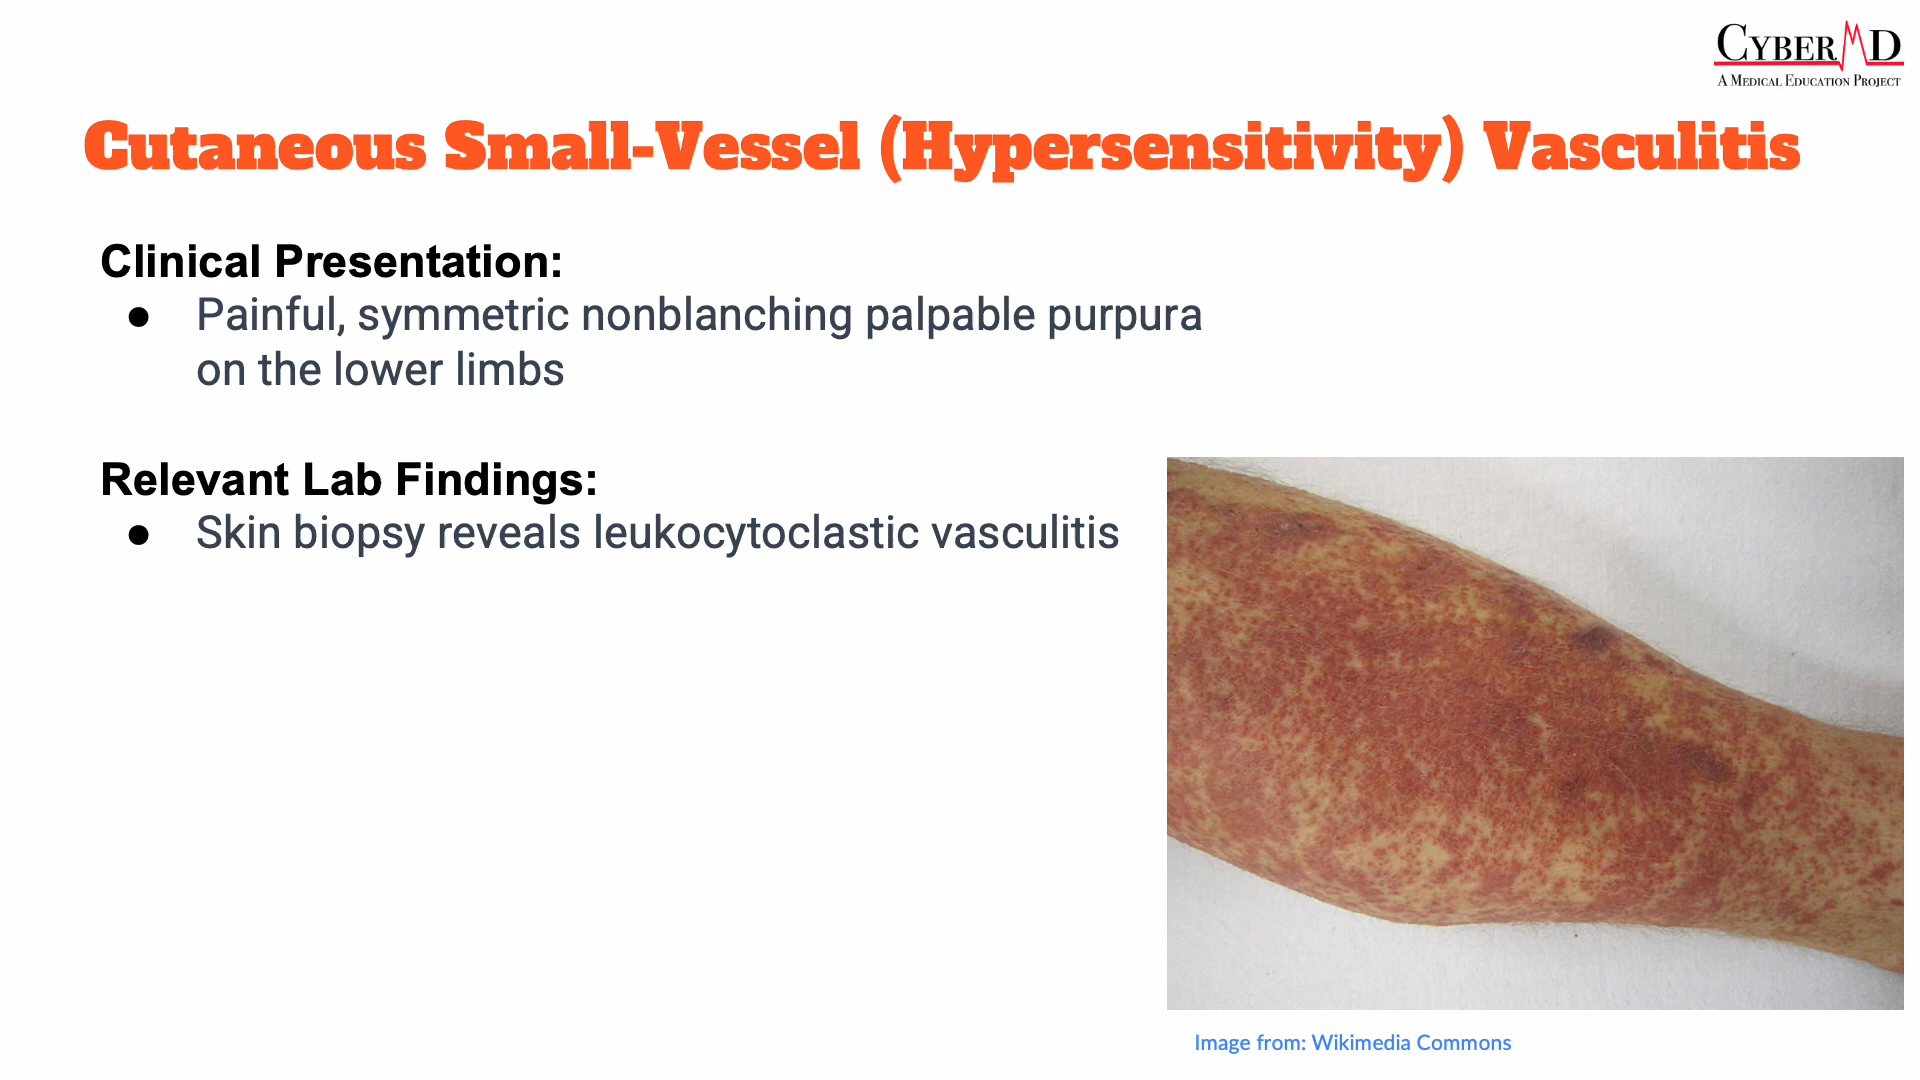 CYBERMD
A MEDICAL EDUCATION PROJECT
Cutaneous Small-Vessel (Hypersensitivity) Vasculitis
Clinical Presentation:
● Painful, symmetric nonblanching palpable purpura
on the lower limbs
Relevant Lab Findings:
● Skin biopsy reveals leukocytoclastic vasculitis
Image from: Wikimedia Commons